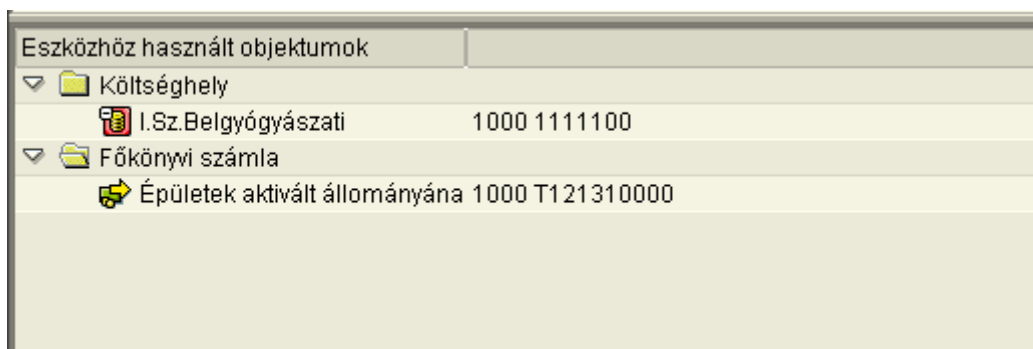 Eszközhöz használt objektumok
Költséghely
I.Sz.Belgyógyászati 1000 1111100
Főkönyvi számla
Épületek aktivált állományána 1000 T121310000